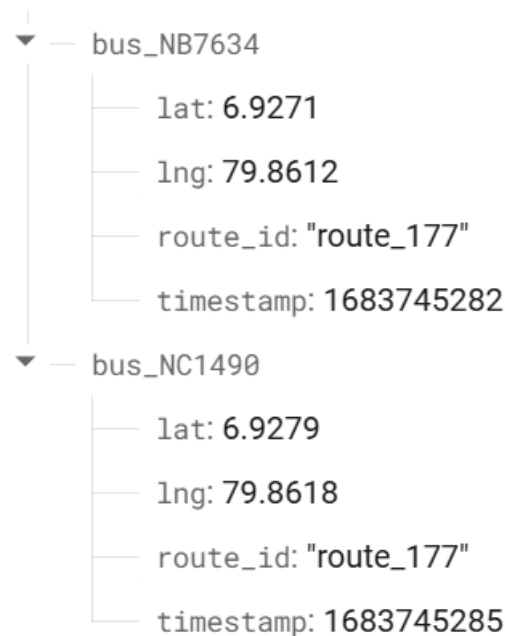 bus_NB7634
lat: 6.9271
lng: 79.8612
route_id: "route_177"
timestamp: 1683745282
bus_NC1490
lat: 6.9279
lng: 79.8618
route_id: "route_177"
timestamp: 1683745285